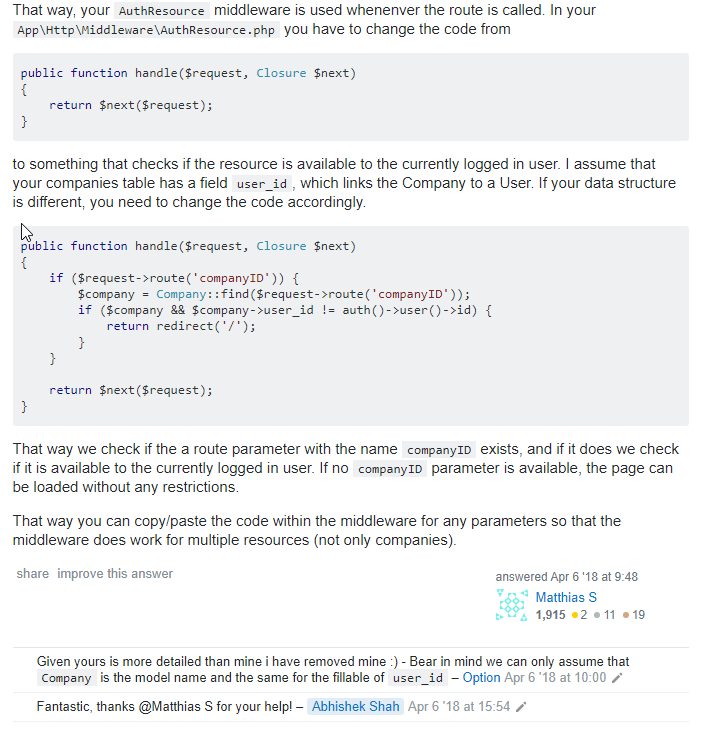 That way, your AuthResource middleware is used whenenver the route is called. In your
App\Http\Middleware\AuthResource.php you have to change the code from
public function handle($request, Closure $next)
{
    return $next($request);
}
to something that checks if the resource is available to the currently logged in user. I assume that
your companies table has a field user_id , which links the Company to a User. If your data structure
is different, you need to change the code accordingly.
public function handle($request, Closure $next)
{
    if ($request->route('companyID')) {
        $company = Company::find($request->route('companyID'));
        if ($company && $company->user_id != auth()->user()->id) {
            return redirect('/');
        }
    }
    return $next($request);
}
That way we check if the a route parameter with the name companyID exists, and if it does we check
if it is available to the currently logged in user. If no companyID parameter is available, the page can
be loaded without any restrictions.
That way you can copy/paste the code within the middleware for any parameters so that the
middleware does work for multiple resources (not only companies).
share improve this answer
answered Apr 6 '18 at 9:48
Matthias S
1,915 ●2 ●11 ●19
Given yours is more detailed than mine i have removed mine :) - Bear in mind we can only assume that
Company is the model name and the same for the fillable of user_id – Option Apr 6 '18 at 10:00
Fantastic, thanks @Matthias S for your help! – Abhishek Shah Apr 6 '18 at 15:54